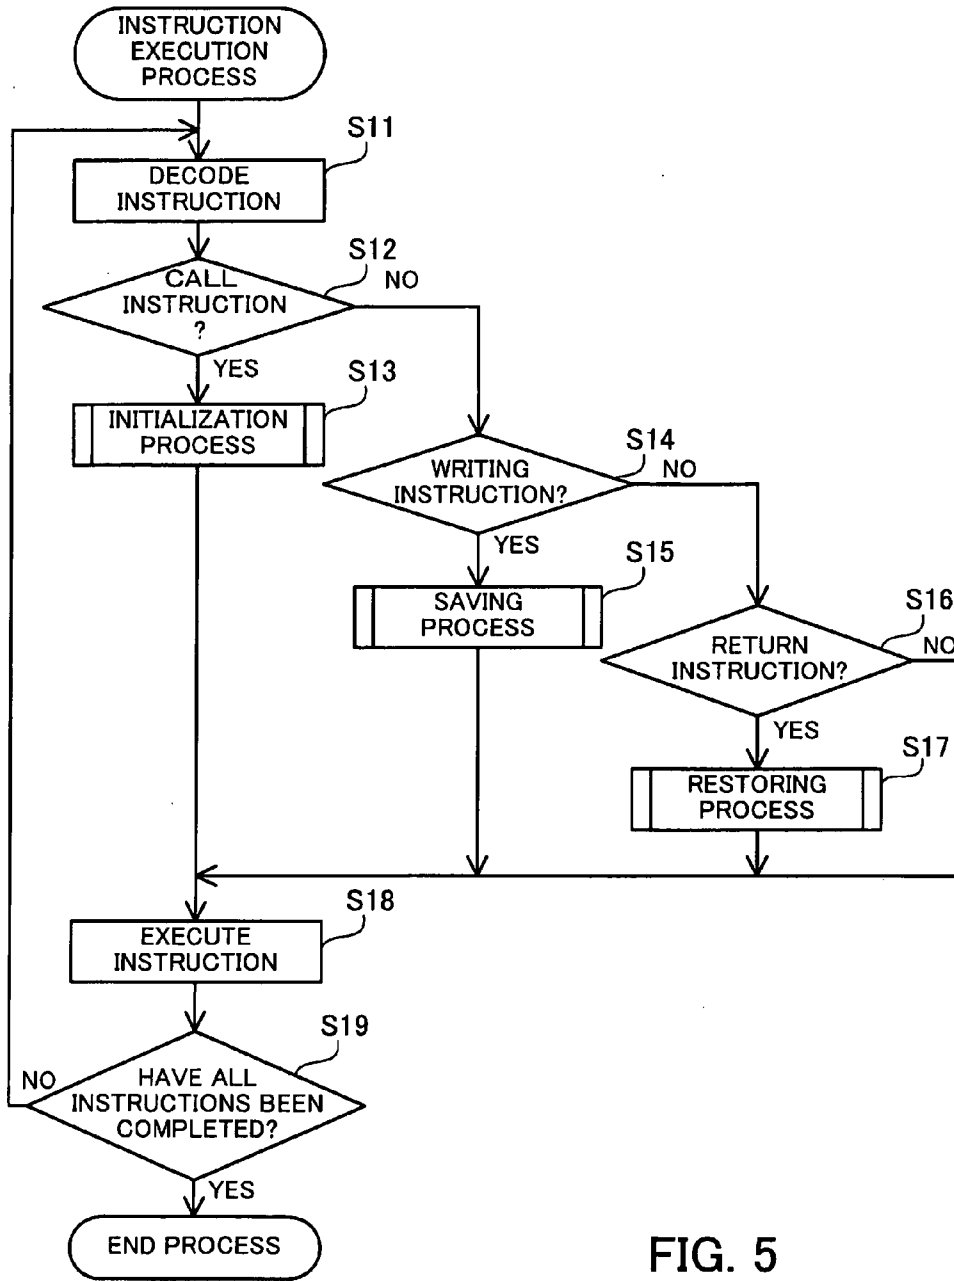 INSTRUCTION
EXECUTION
PROCESS
S11
DECODE
INSTRUCTION
S12
CALL
INSTRUCTION
?
NO
YES
S13
INITIALIZATION
PROCESS
S14
WRITING
INSTRUCTION?
NO
YES
S15
SAVING
PROCESS
S16
RETURN
INSTRUCTION?
NO
YES
S17
RESTORING
PROCESS
S18
EXECUTE
INSTRUCTION
S19
HAVE ALL
INSTRUCTIONS BEEN
COMPLETED?
NO
YES
END PROCESS
FIG. 5